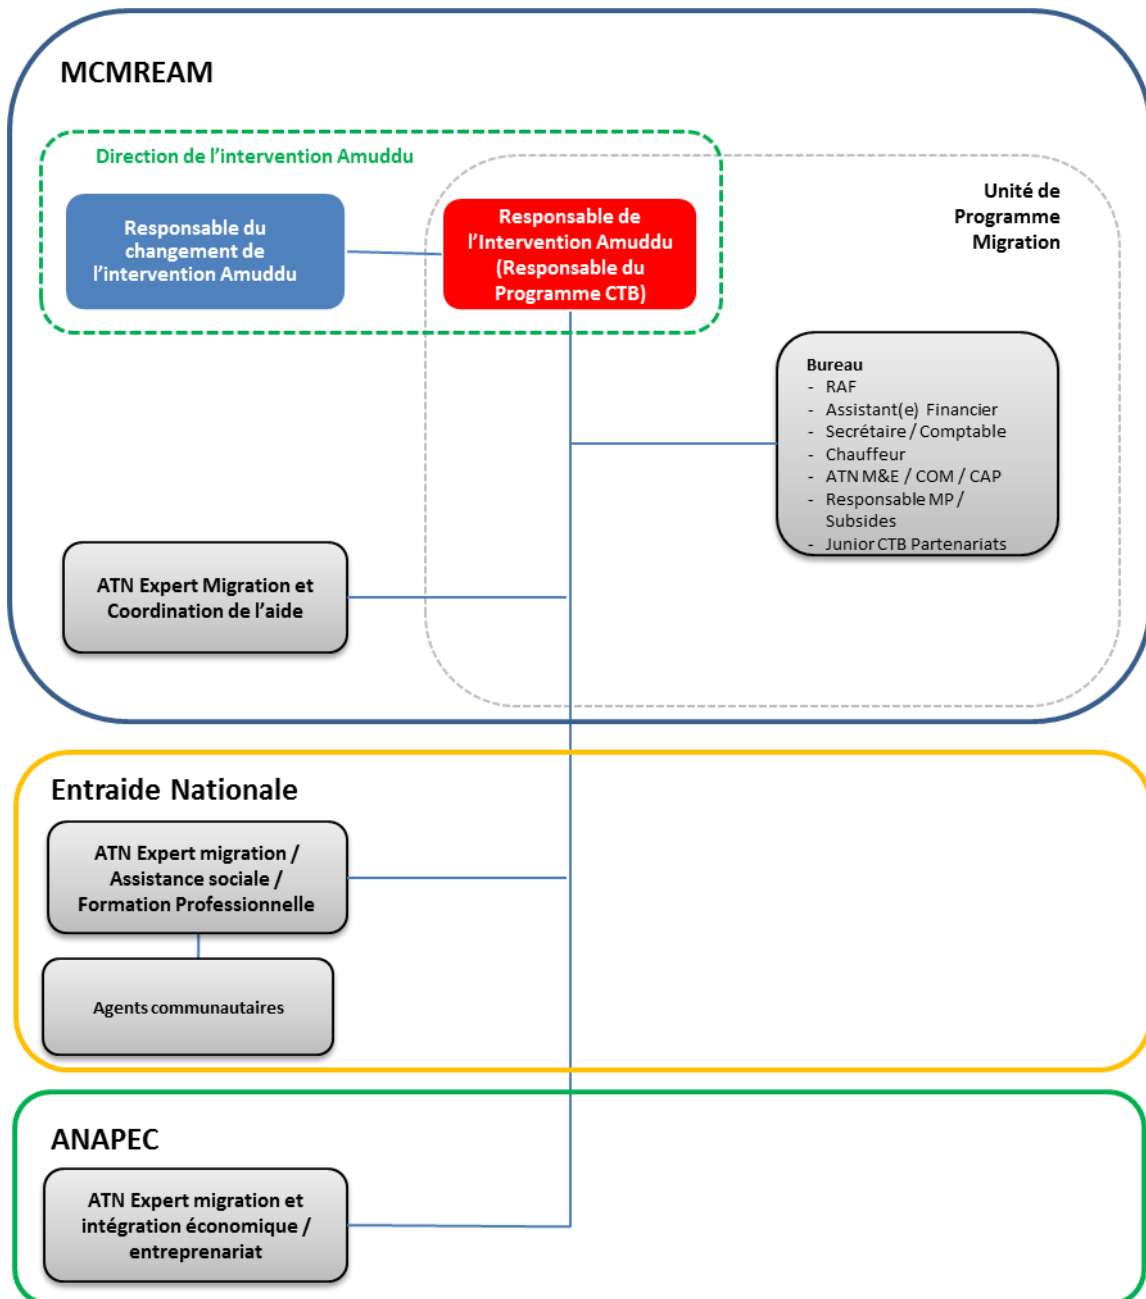 MCMREAM
Direction de l’intervention Amuddu
Responsable du
changement de
l’intervention Amuddu
Responsable de
l’Intervention Amuddu
(Responsable du
Programme CTB)
Unité de
Programme
Migration
Bureau
- RAF
- Assistant(e) Financier
- Secrétaire / Comptable
- Chauffeur
- ATN M&E / COM / CAP
- Responsable MP /
Subsides
- Junior CTB Partenariats
ATN Expert Migration et
Coordination de l’aide
Entraide Nationale
ATN Expert migration /
Assistance sociale /
Formation Professionnelle
Agents communautaires
ANAPEC
ATN Expert migration et
intégration économique /
entreprenariat